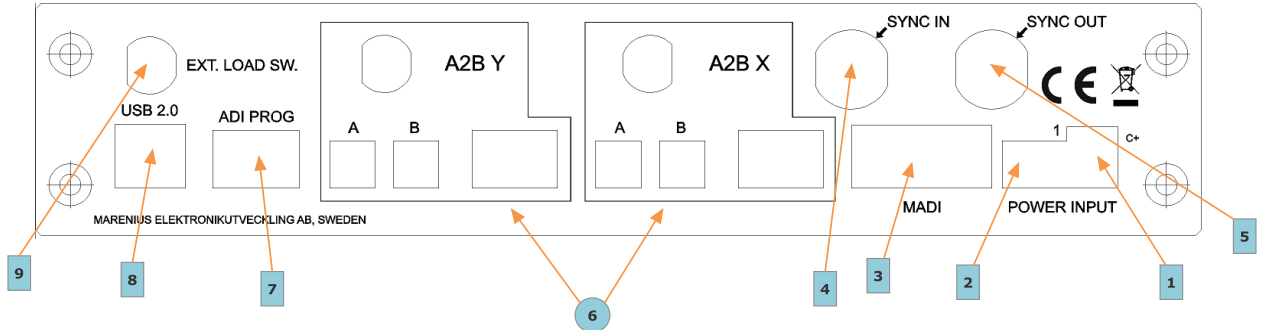 SYNC IN
SYNC OUT
EXT. LOAD SW.
A2B Y
A2B X
CE
USB 2.0
ADI PROG
A
B
A
B
1
C+
MARENIUS ELEKTRONIKUTVECKLING AB, SWEDEN
MADI
POWER INPUT
9
8
7
6
4
3
2
1
5